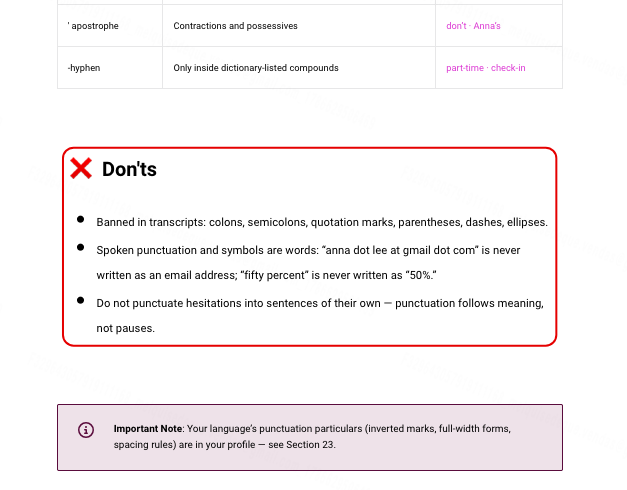 ' apostrophe Contractions and possessives don't · Anna's
-hyphen Only inside dictionary-listed compounds part-time · check-in
❌ Don'ts
● Banned in transcripts: colons, semicolons, quotation marks, parentheses, dashes, ellipses.
● Spoken punctuation and symbols are words: “anna dot lee at gmail dot com” is never
written as an email address; “fifty percent” is never written as “50%.”
● Do not punctuate hesitations into sentences of their own — punctuation follows meaning,
not pauses.
Important Note: Your language’s punctuation particulars (inverted marks, full-width forms,
spacing rules) are in your profile — see Section 23.